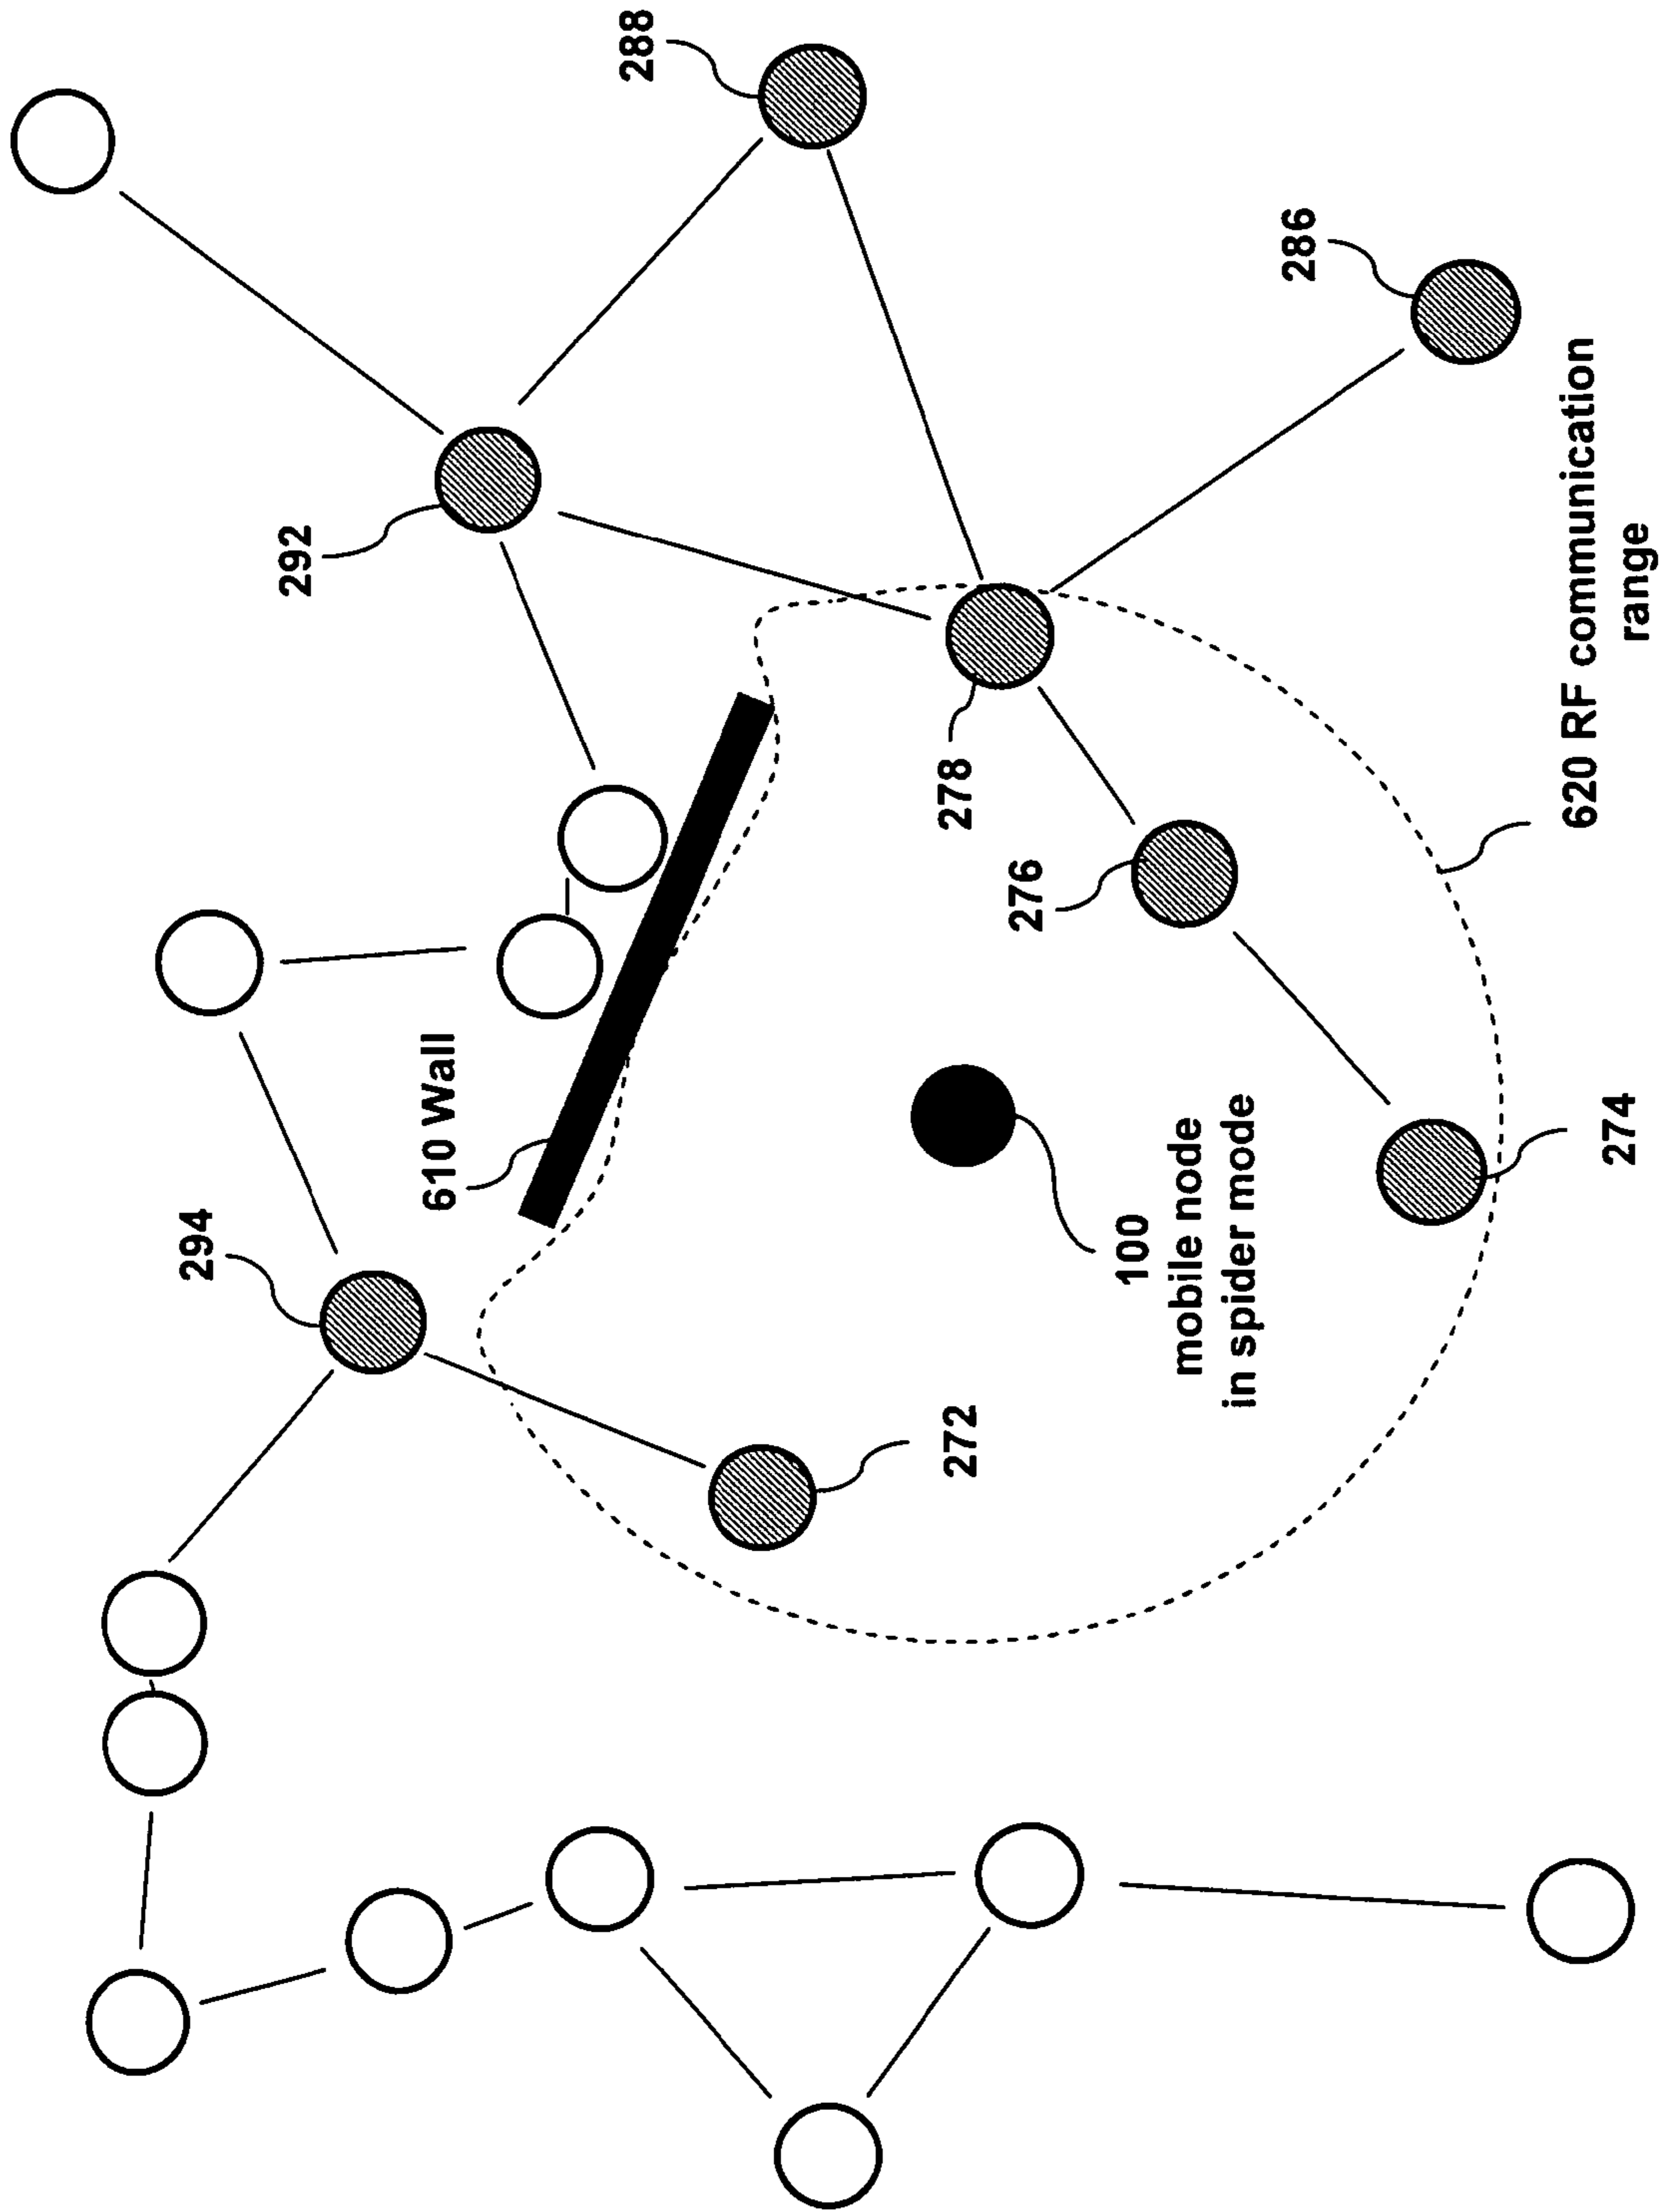 294
292
610 Wall
288
272
278
276
100
mobile node
in spider mode
286
274
620 RF communication
range